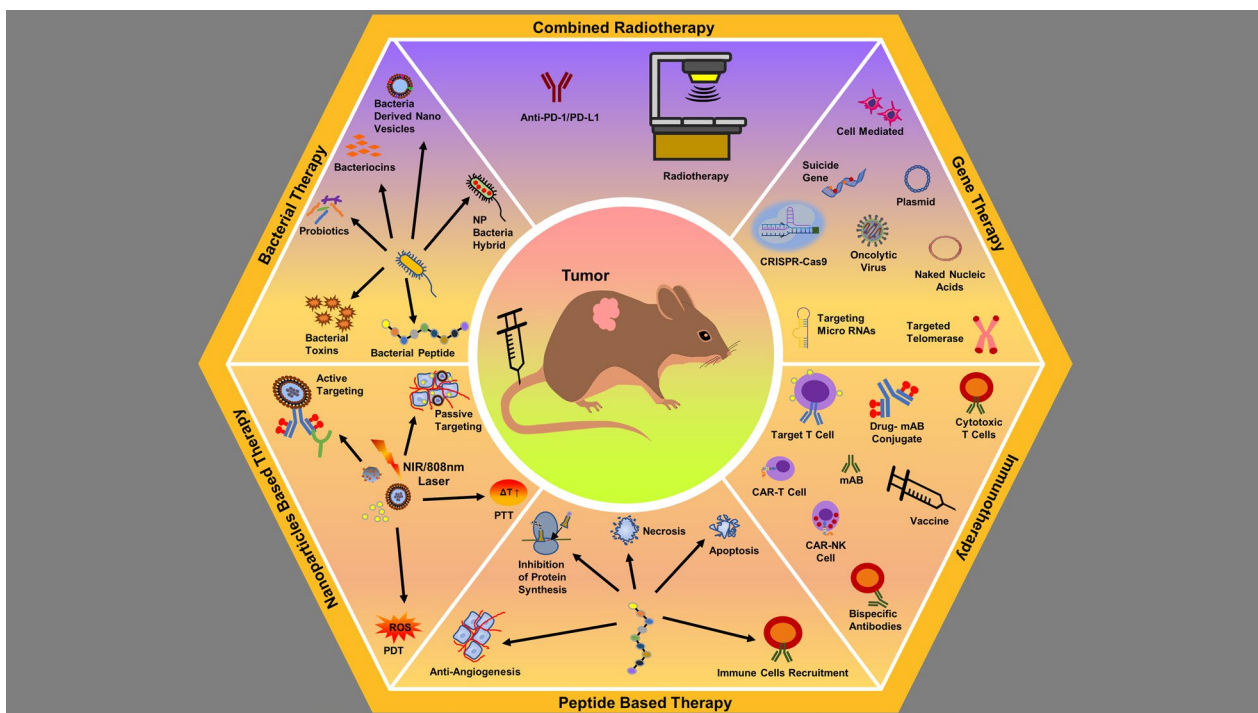 Combined Radiotherapy
Bacterial Therapy
Bacteria
Derived Nano
Vesicles
Bacteriocins
Probiotics
NP
Bacteria
Hybrid
Bacterial
Toxins
Bacterial Peptide
Anti-PD-1/PD-L1
Radiotherapy
Gene Therapy
Cell Mediated
Suicide
Gene
Plasmid
CRISPR-Cas9
Oncolytic
Virus
Naked Nucleic
Acids
Targeting
Micro RNAs
Targeted
Telomerase
Tumor
Nanoparticles Based Therapy
Active
Targeting
Passive
Targeting
NIR/808nm
Laser
ΔT↑
PTT
ROS
PDT
Peptide Based Therapy
Inhibition
of Protein
Synthesis
Necrosis
Apoptosis
Anti-Angiogenesis
Immune Cells Recruitment
Immunotherapy
Target T Cell
Drug- mAB
Conjugate
Cytotoxic
T Cells
CAR-T Cell
mAB
Vaccine
CAR-NK
Cell
Bispecific
Antibodies